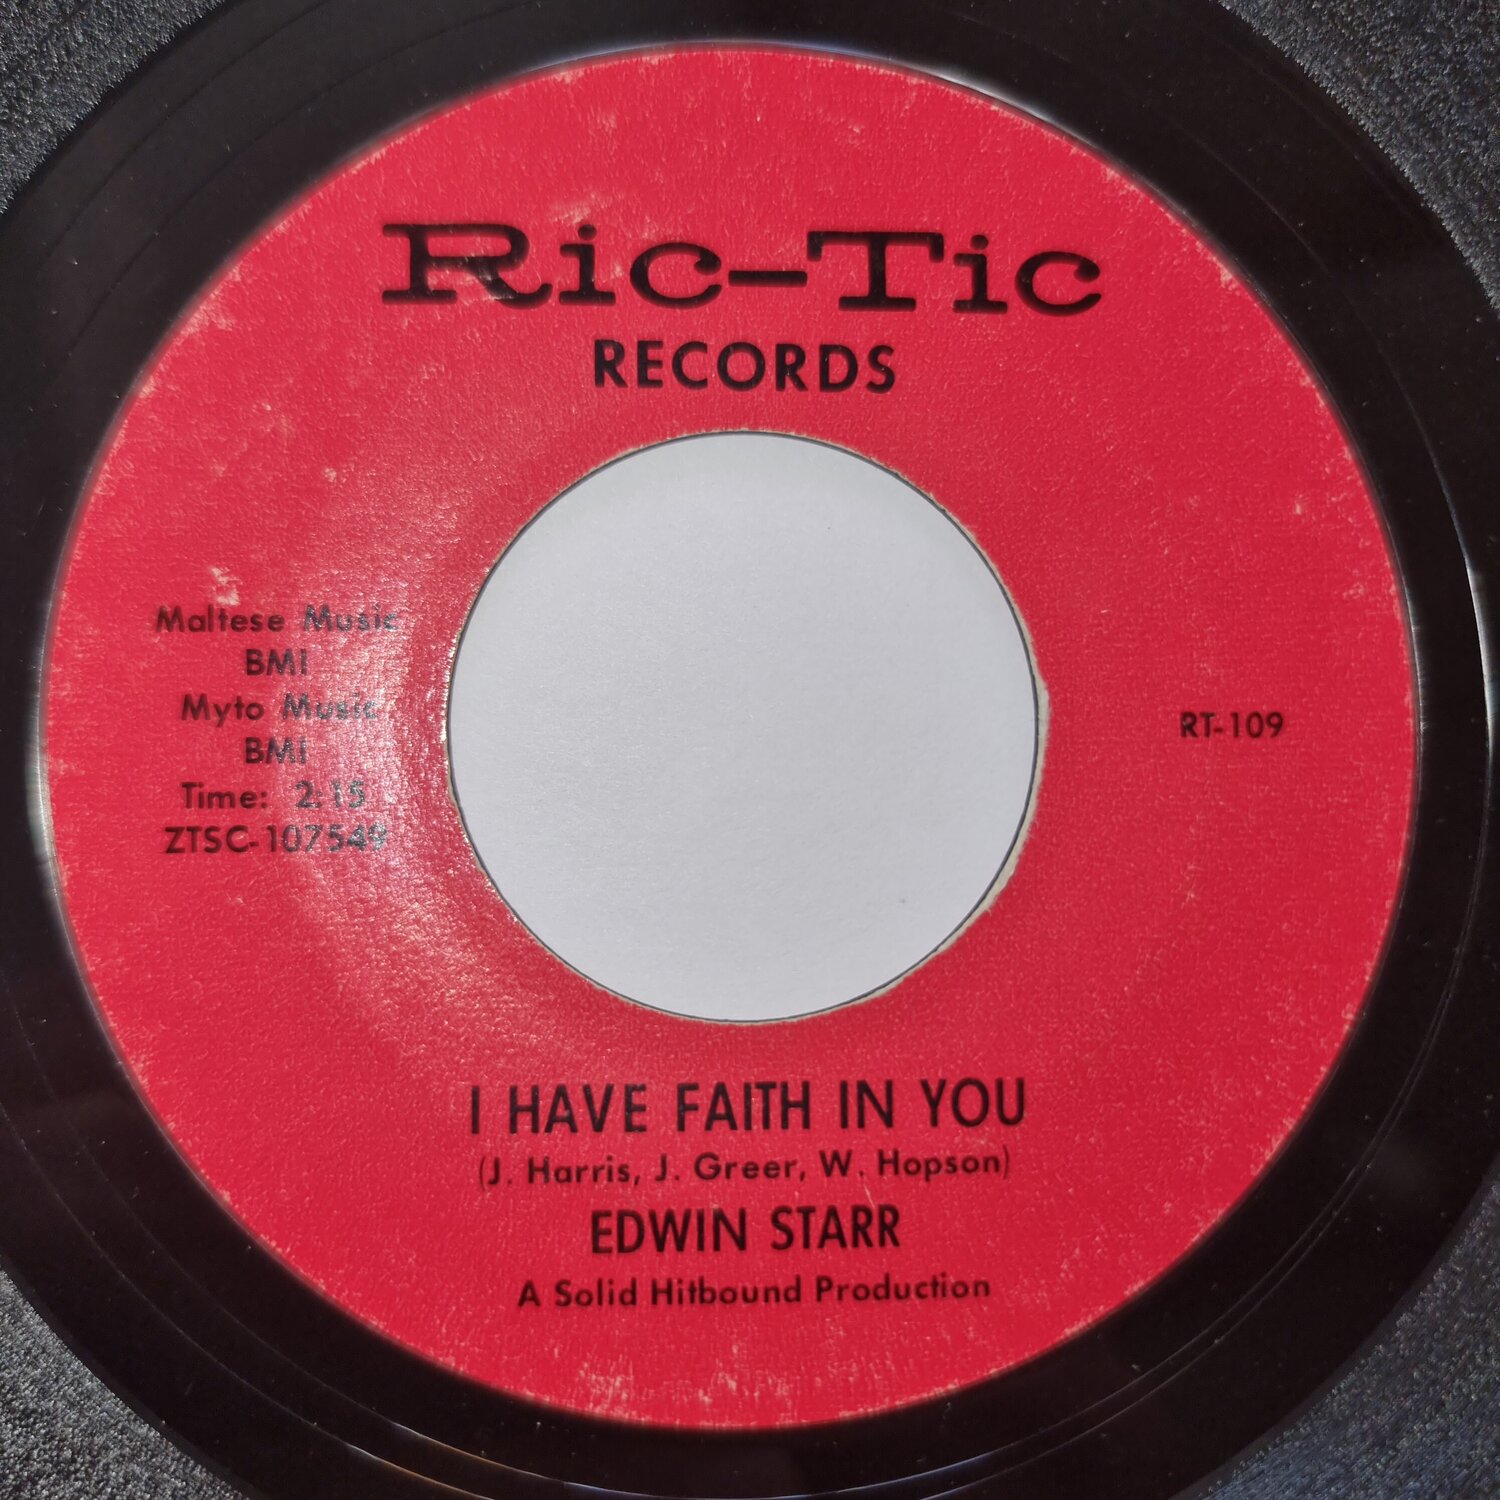 Ric-Tic
RECORDS
Maltese Music
BMI
Myto Music
BMI
Time: 2:15
ZTSC-107549
RT-109
I HAVE FAITH IN YOU
(J. Harris, J. Greer, W. Hopson)
EDWIN STARR
A Solid Hitbound Production